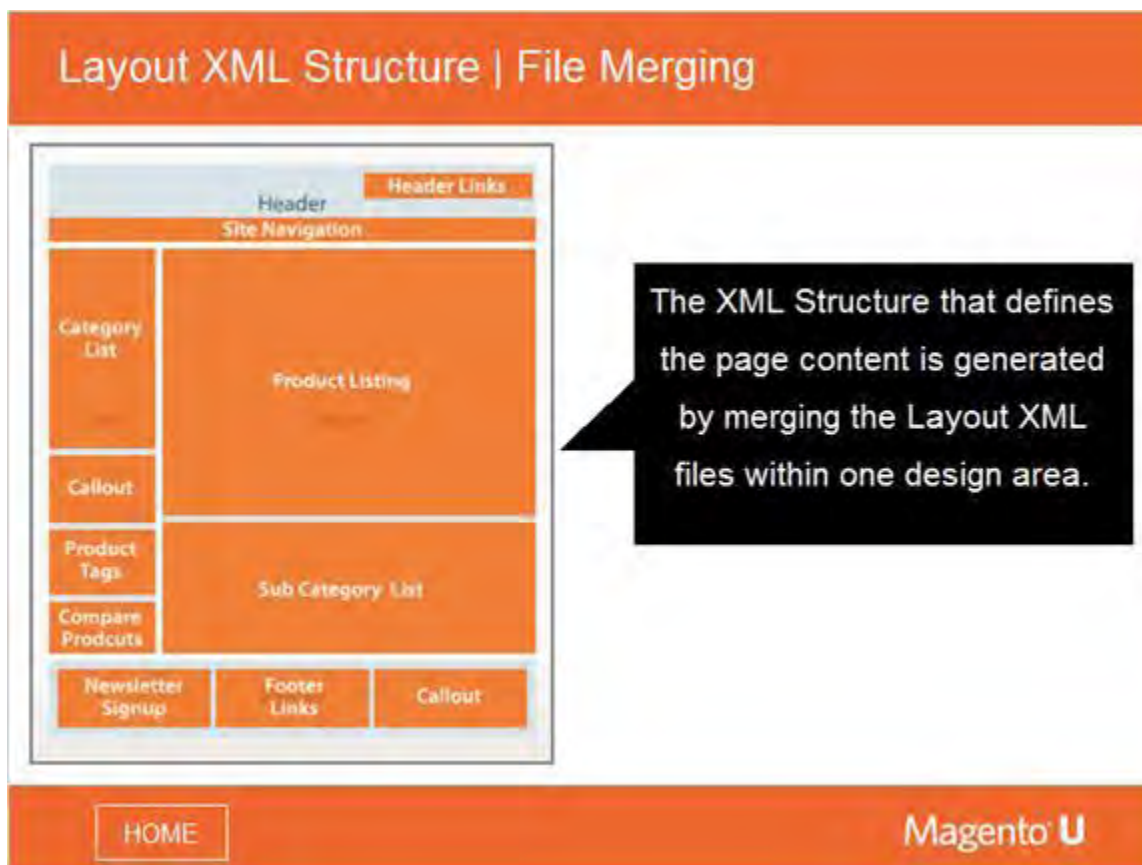 Layout XML Structure | File Merging
Header Links
Header
Site Navigation
Category
List
Product Listing
Callout
Product
Tags
Sub Category List
Compare
Prodcuts
Newsletter
Signup
Footer
Links
Callout
The XML Structure that defines
the page content is generated
by merging the Layout XML
files within one design area.
HOME
Magento U